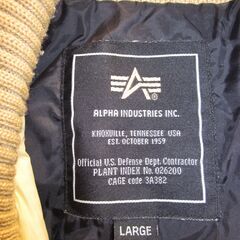 ALPHA INDUSTRIES INC.
KNOXVILLE, TENNESSEE USA
EST. OCTOBER 1959
Official U.S. Defense Dept. Contractor
PLANT INDEX No. 026200
CAGE code 3A382
LARGE